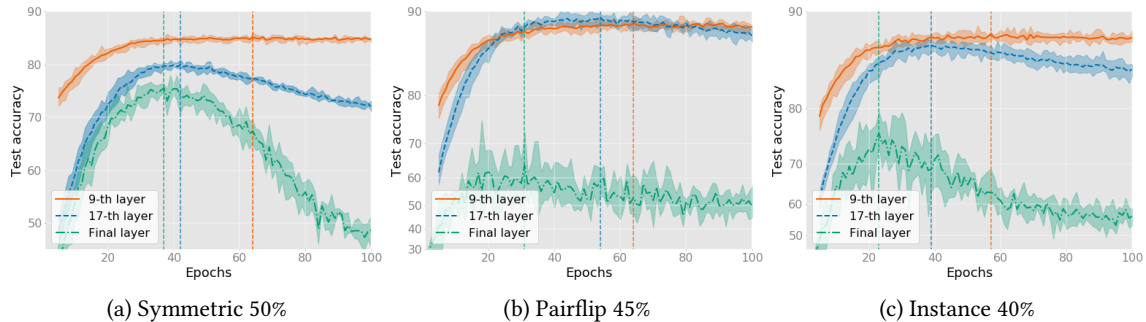 90
80
70
60
50
Test accuracy
20 40 60 80 100
Epochs
9-th layer
17-th layer
Final layer
(a) Symmetric 50%
90
80
70
60
50
40
30
Test accuracy
20 40 60 80 100
Epochs
9-th layer
17-th layer
Final layer
(b) Pairflip 45%
90
80
70
60
50
Test accuracy
20 40 60 80 100
Epochs
9-th layer
17-th layer
Final layer
(c) Instance 40%